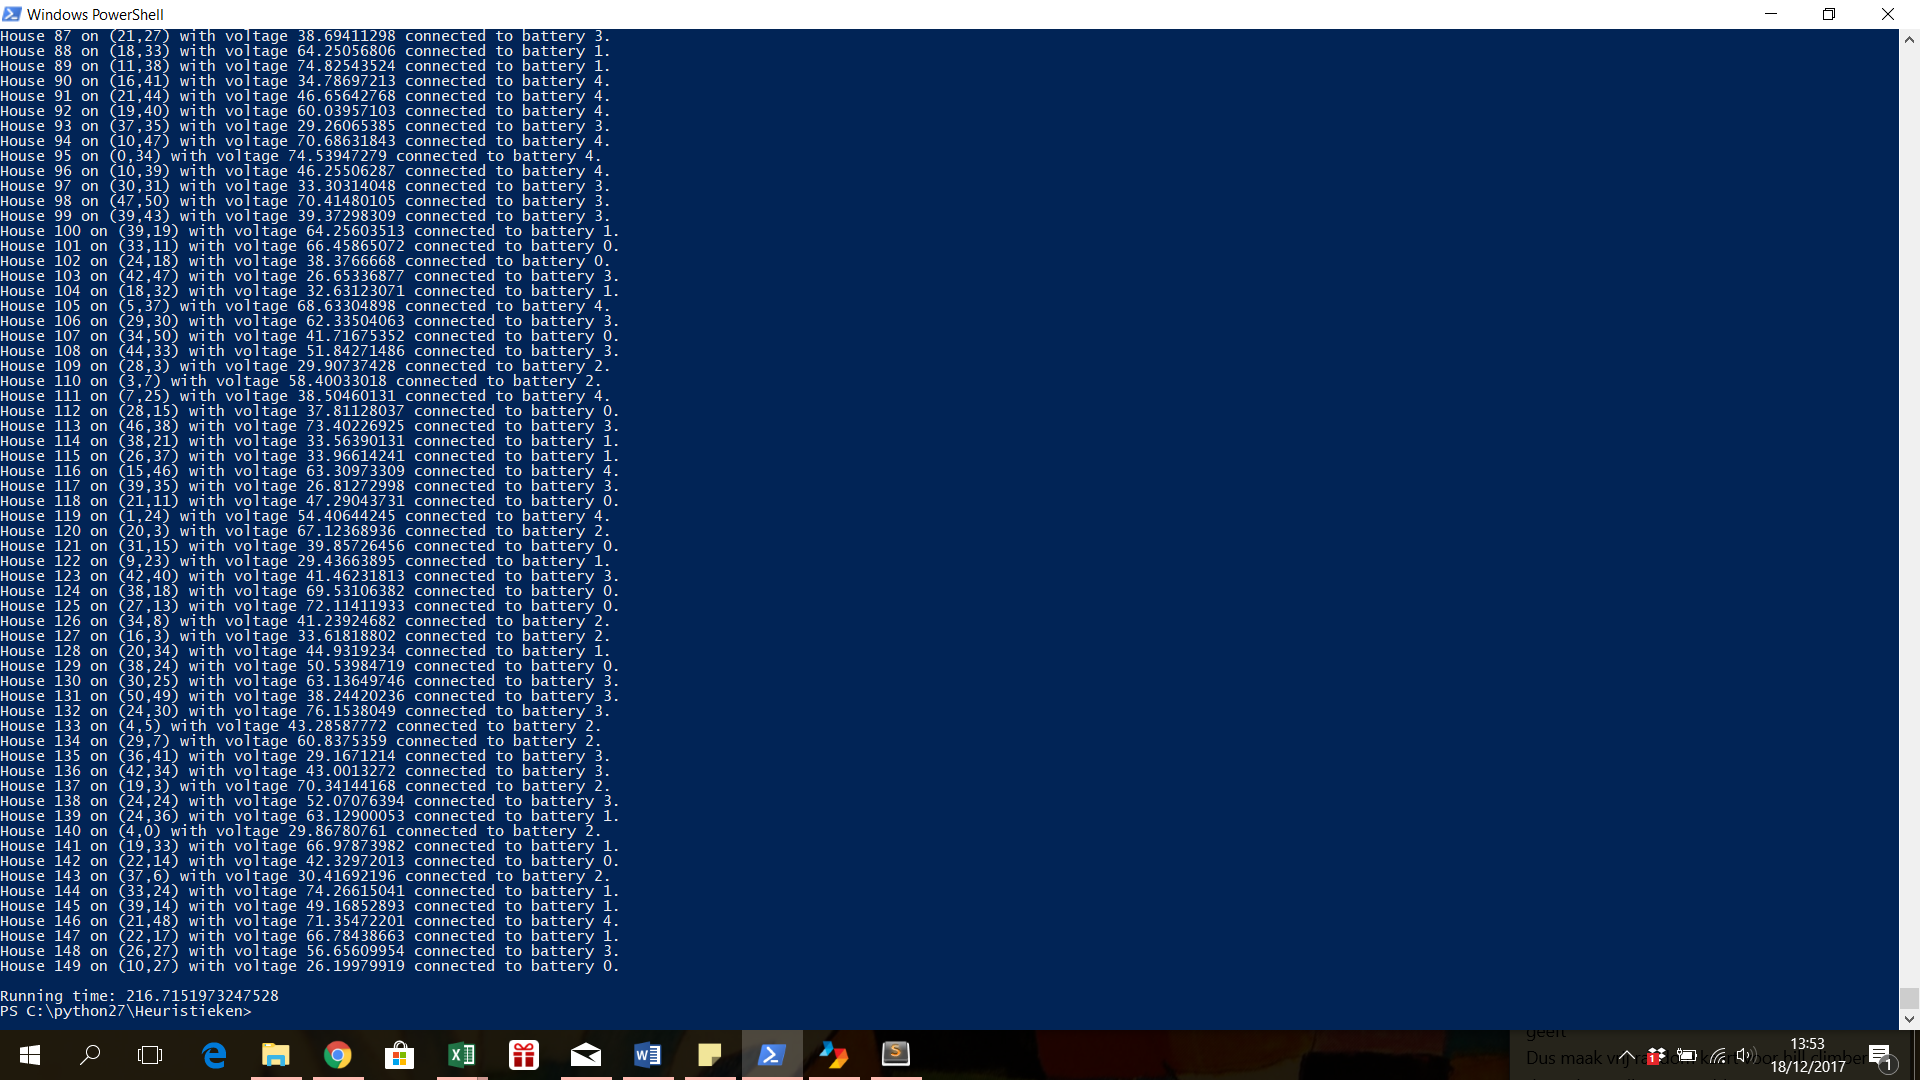 Windows PowerShell
House 87 on (21,27) with voltage 38.69411298 connected to battery 3.
House 88 on (18,33) with voltage 64.25056806 connected to battery 1.
House 89 on (11,38) with voltage 74.82543524 connected to battery 1.
House 90 on (16,41) with voltage 34.78697213 connected to battery 4.
House 91 on (21,44) with voltage 46.65642768 connected to battery 4.
House 92 on (19,40) with voltage 60.03957103 connected to battery 4.
House 93 on (37,35) with voltage 29.26065385 connected to battery 3.
House 94 on (10,47) with voltage 70.68631843 connected to battery 4.
House 95 on (0,34) with voltage 74.53947279 connected to battery 4.
House 96 on (10,39) with voltage 46.25506287 connected to battery 4.
House 97 on (30,31) with voltage 33.30314048 connected to battery 3.
House 98 on (47,50) with voltage 70.41480105 connected to battery 3.
House 99 on (39,43) with voltage 39.37298309 connected to battery 3.
House 100 on (39,19) with voltage 64.25603513 connected to battery 1.
House 101 on (33,11) with voltage 66.45865072 connected to battery 0.
House 102 on (24,18) with voltage 38.3766668 connected to battery 0.
House 103 on (42,47) with voltage 26.65336877 connected to battery 3.
House 104 on (18,32) with voltage 32.63123071 connected to battery 1.
House 105 on (5,37) with voltage 68.63304898 connected to battery 4.
House 106 on (29,30) with voltage 62.33504063 connected to battery 3.
House 107 on (34,50) with voltage 41.71675352 connected to battery 0.
House 108 on (44,33) with voltage 51.84271486 connected to battery 3.
House 109 on (28,3) with voltage 29.90737428 connected to battery 2.
House 110 on (3,7) with voltage 58.40033018 connected to battery 2.
House 111 on (7,25) with voltage 38.50460131 connected to battery 4.
House 112 on (28,15) with voltage 37.81128037 connected to battery 0.
House 113 on (46,38) with voltage 73.40226925 connected to battery 3.
House 114 on (38,21) with voltage 33.56390131 connected to battery 1.
House 115 on (26,37) with voltage 33.96614241 connected to battery 1.
House 116 on (15,46) with voltage 63.30973309 connected to battery 4.
House 117 on (39,35) with voltage 26.81272998 connected to battery 3.
House 118 on (21,11) with voltage 47.29043731 connected to battery 0.
House 119 on (1,24) with voltage 54.40644245 connected to battery 4.
House 120 on (20,3) with voltage 67.12368936 connected to battery 2.
House 121 on (31,15) with voltage 39.85726456 connected to battery 0.
House 122 on (9,23) with voltage 29.43663895 connected to battery 1.
House 123 on (42,40) with voltage 41.46231813 connected to battery 3.
House 124 on (38,18) with voltage 69.53106382 connected to battery 0.
House 125 on (27,13) with voltage 72.11411933 connected to battery 0.
House 126 on (34,8) with voltage 41.23924682 connected to battery 2.
House 127 on (16,3) with voltage 33.61818802 connected to battery 2.
House 128 on (20,34) with voltage 44.9319234 connected to battery 1.
House 129 on (38,24) with voltage 50.53984719 connected to battery 0.
House 130 on (30,25) with voltage 63.13649746 connected to battery 3.
House 131 on (50,49) with voltage 38.24420236 connected to battery 3.
House 132 on (24,30) with voltage 76.1538049 connected to battery 3.
House 133 on (4,5) with voltage 43.28587772 connected to battery 2.
House 134 on (29,7) with voltage 60.8375359 connected to battery 2.
House 135 on (36,41) with voltage 29.1671214 connected to battery 3.
House 136 on (42,34) with voltage 43.0013272 connected to battery 3.
House 137 on (19,3) with voltage 70.34144168 connected to battery 2.
House 138 on (24,24) with voltage 52.07076394 connected to battery 3.
House 139 on (24,36) with voltage 63.12900053 connected to battery 1.
House 140 on (4,0) with voltage 29.86780761 connected to battery 2.
House 141 on (19,33) with voltage 66.97873982 connected to battery 1.
House 142 on (22,14) with voltage 42.32972013 connected to battery 0.
House 143 on (37,6) with voltage 30.41692196 connected to battery 2.
House 144 on (33,24) with voltage 74.26615041 connected to battery 1.
House 145 on (39,14) with voltage 49.16852893 connected to battery 1.
House 146 on (21,48) with voltage 71.35472201 connected to battery 4.
House 147 on (22,17) with voltage 66.78438663 connected to battery 1.
House 148 on (26,27) with voltage 56.65609954 connected to battery 3.
House 149 on (10,27) with voltage 26.19979919 connected to battery 0.
Running time: 216.7151973247528
PS C:\python27\Heuristieken>
geeft
Dus maak vrij hill climber
13:53
18/12/2017
1